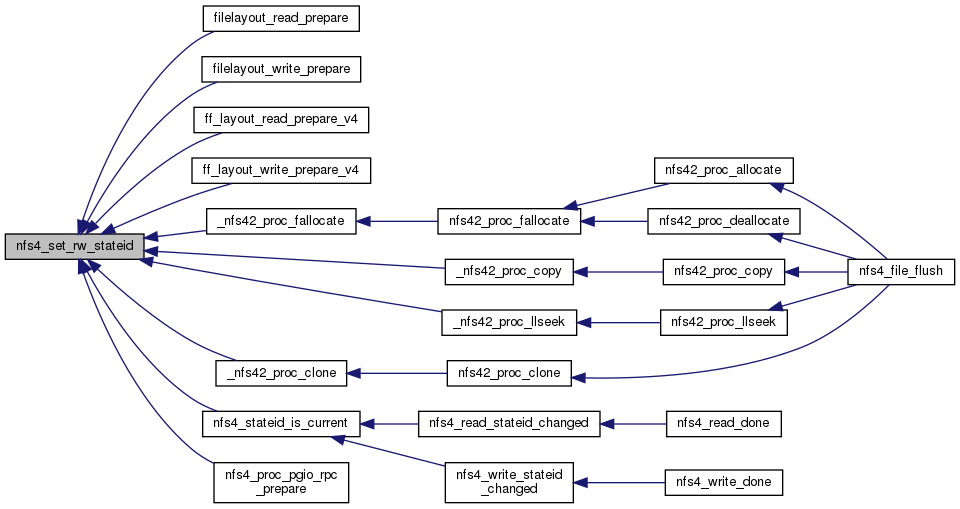 filelayout_read_prepare
filelayout_write_prepare
ff_layout_read_prepare_v4
ff_layout_write_prepare_v4
nfs42_proc_allocate
_nfs42_proc_fallocate
nfs42_proc_fallocate
nfs42_proc_deallocate
nfs4_set_rw_stateid
_nfs42_proc_copy
nfs42_proc_copy
nfs4_file_flush
_nfs42_proc_llseek
nfs42_proc_llseek
_nfs42_proc_clone
nfs42_proc_clone
nfs4_stateid_is_current
nfs4_read_stateid_changed
nfs4_read_done
nfs4_proc_pgio_rpc
_prepare
nfs4_write_stateid
_changed
nfs4_write_done